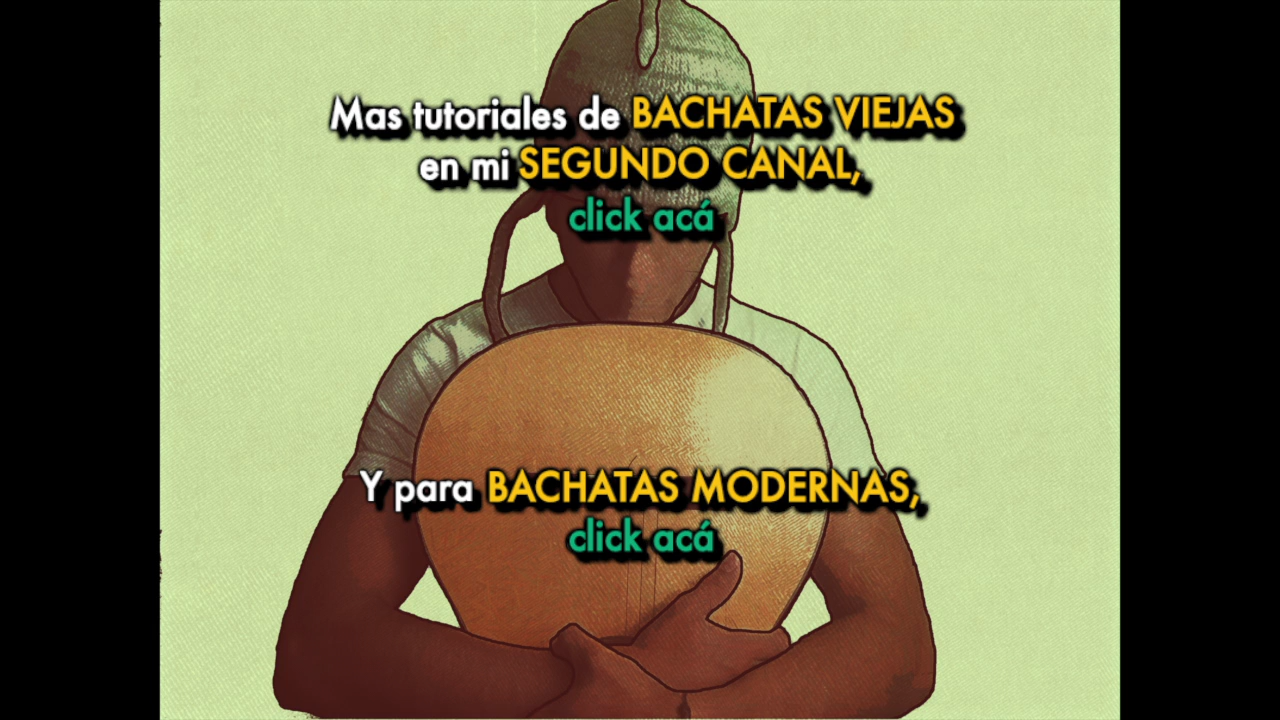 Mas tutoriales de BACHATAS VIEJAS
en mi SEGUNDO CANAL,
click acá
Y para BACHATAS MODERNAS,
click acá